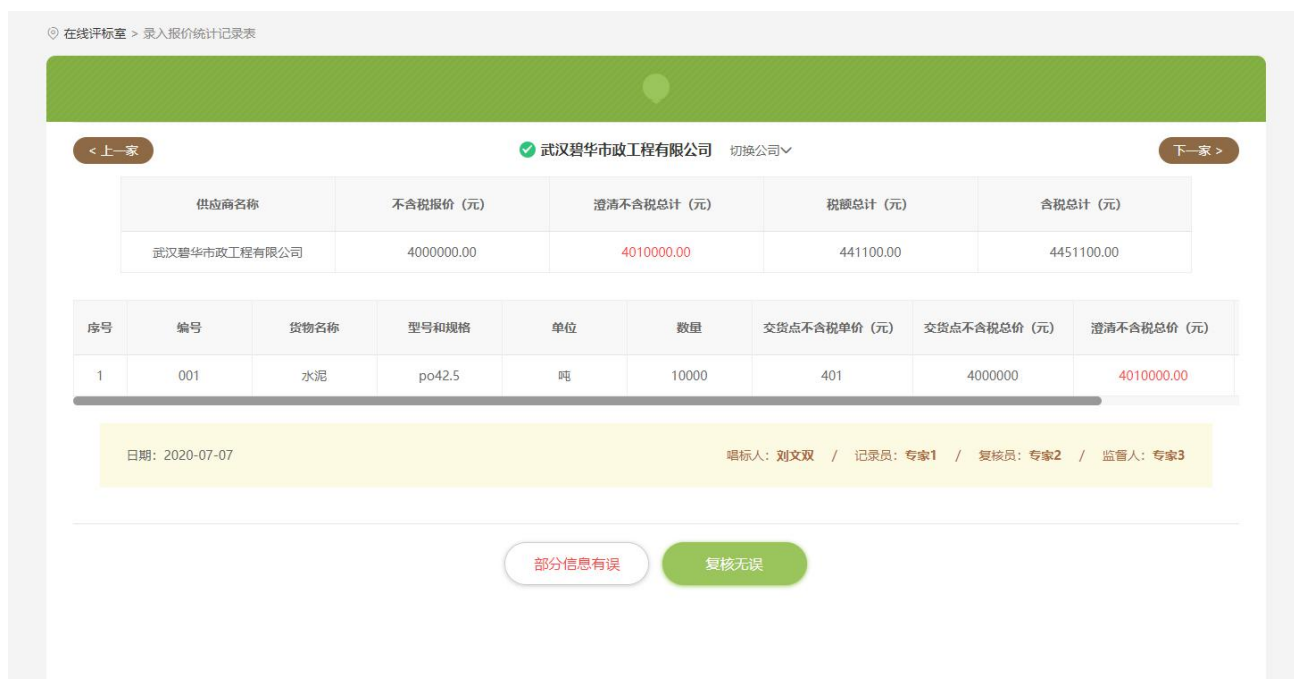 在线评标室 > 录入报价统计记录表
< 上一家 武汉碧华市政工程有限公司 切换公司 下一家 >
供应商名称 不含税报价（元） 澄清不含税总计（元） 税额总计（元） 含税总计（元）
武汉碧华市政工程有限公司 4000000.00 4010000.00 441100.00 4451100.00
序号 编号 货物名称 型号和规格 单位 数量 交货点不含税单价（元） 交货点不含税总价（元） 澄清不含税总价（元）
1 001 水泥 po42.5 吨 10000 401 4000000 4010000.00
日期：2020-07-07 唱标人：刘文双 / 记录员：专家1 / 复核员：专家2 / 监督人：专家3
部分信息有误 复核无误